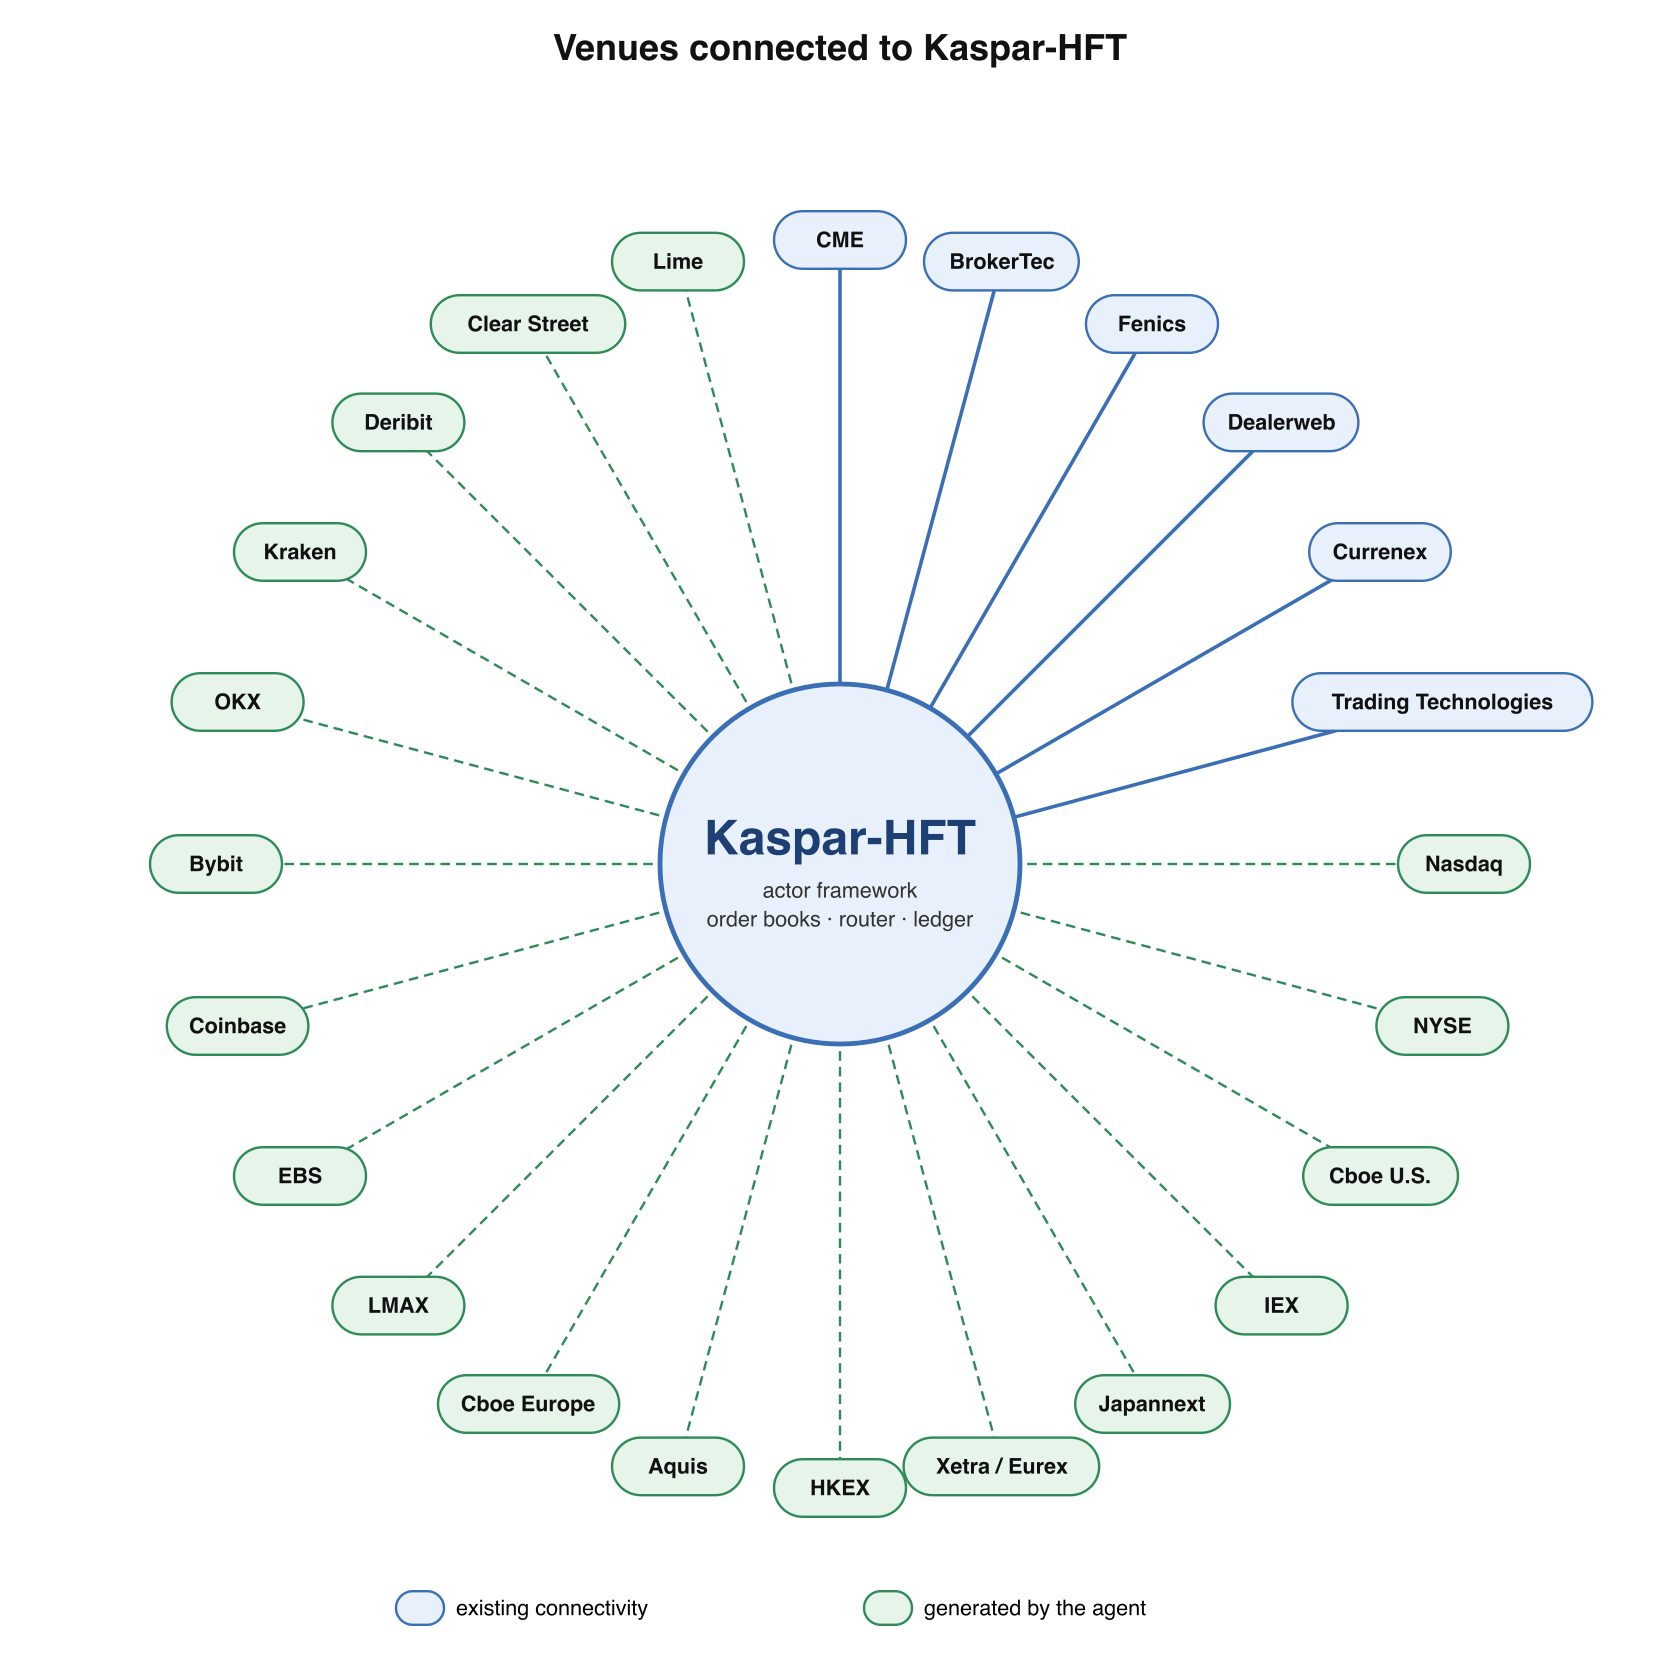 Venues connected to Kaspar-HFT
CME
BrokerTec
Lime
Fenics
Clear Street
Dealerweb
Deribit
Currenex
Kraken
Trading Technologies
OKX
Kaspar-HFT
actor framework
order books · router · ledger
Nasdaq
Bybit
NYSE
Coinbase
Cboe U.S.
EBS
IEX
LMAX
Japannext
Cboe Europe
Xetra / Eurex
Aquis
HKEX
existing connectivity
generated by the agent